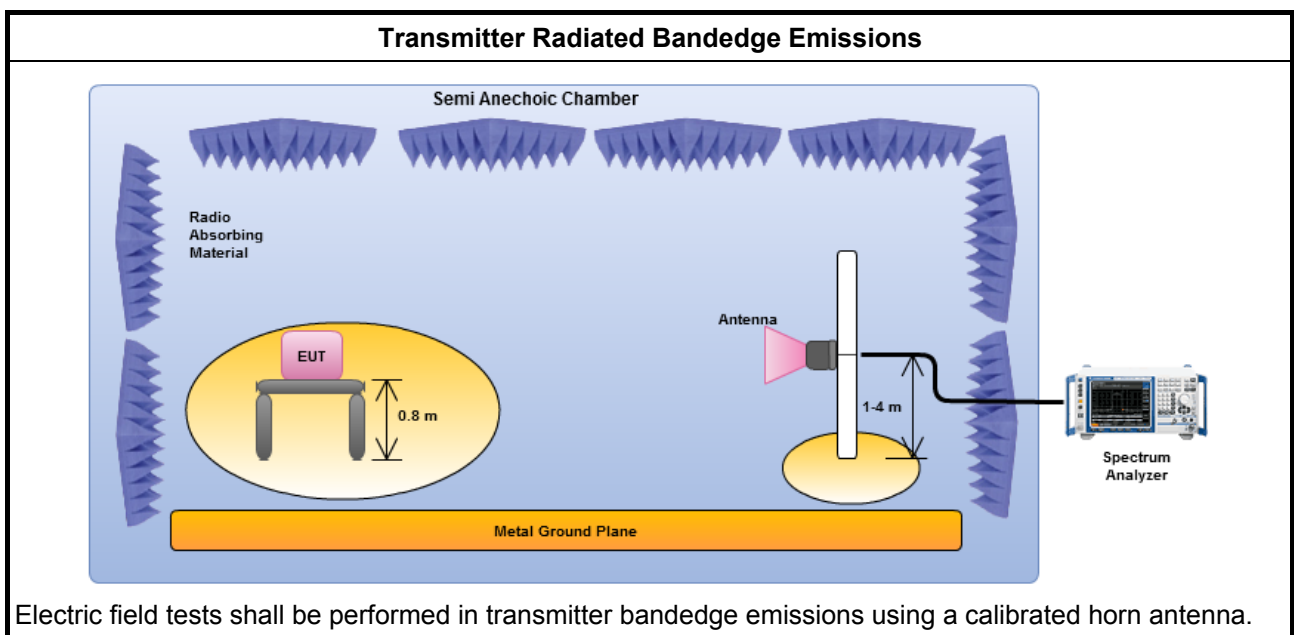 Transmitter Radiated Bandedge Emissions
Semi Anechoic Chamber
Radio
Absorbing
Material
Antenna
EUT
0.8 m
1-4 m
Spectrum
Analyzer
Metal Ground Plane
Electric field tests shall be performed in transmitter bandedge emissions using a calibrated horn antenna.